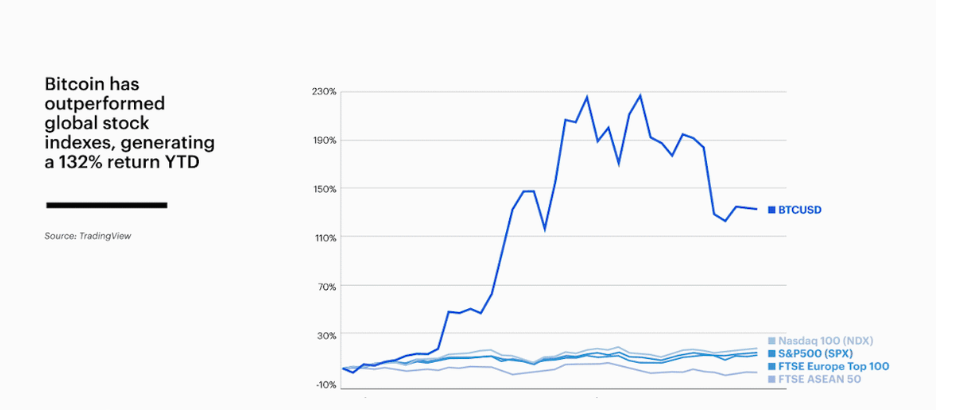 Bitcoin has
outperformed
global stock
indexes, generating
a 132% return YTD
Source: TradingView
230%
190%
150%
110%
70%
30%
-10%
BTCUSD
Nasdaq 100 (NDX)
S&P500 (SPX)
FTSE Europe Top 100
FTSE ASEAN 50